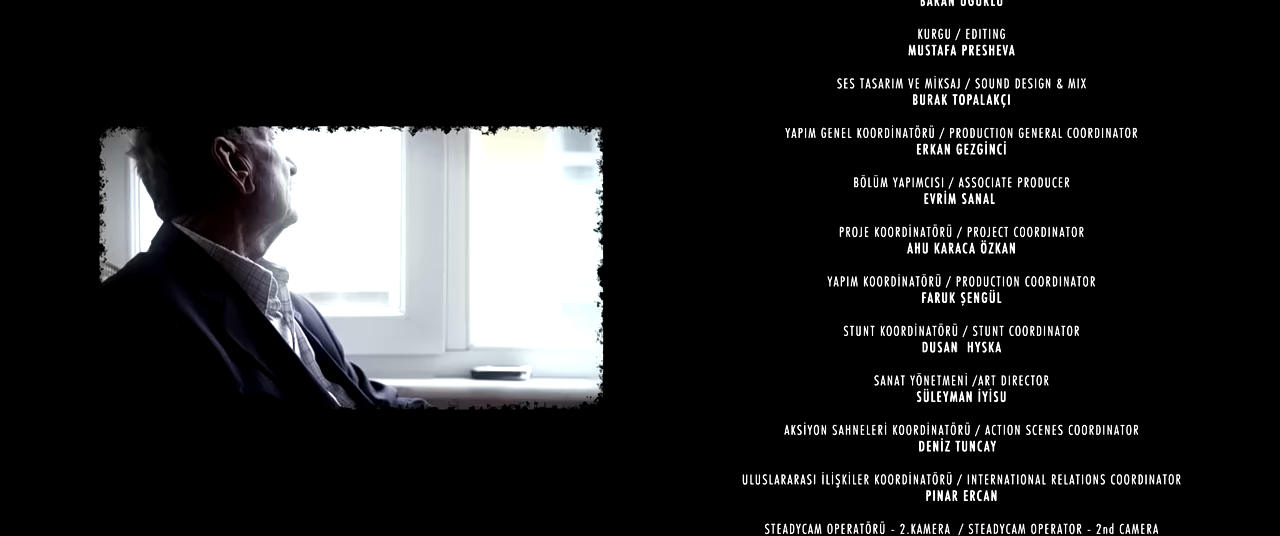 BARAN UĞURLU
KURGU / EDITING
MUSTAFA PRESHEVA
SES TASARIM VE MİKSAJ / SOUND DESIGN & MIX
BURAK TOPALAKÇI
YAPIM GENEL KOORDİNATÖRÜ / PRODUCTION GENERAL COORDINATOR
ERKAN GEZGİNCİ
BÖLÜM YAPIMCISI / ASSOCIATE PRODUCER
EVRİM SANAL
PROJE KOORDİNATÖRÜ / PROJECT COORDINATOR
AHU KARACA ÖZKAN
YAPIM KOORDİNATÖRÜ / PRODUCTION COORDINATOR
FARUK ŞENGÜL
STUNT KOORDİNATÖRÜ / STUNT COORDINATOR
DUSAN HYSKA
SANAT YÖNETMENİ /ART DIRECTOR
SÜLEYMAN İYİSU
AKSİYON SAHNELERİ KOORDİNATÖRÜ / ACTION SCENES COORDINATOR
DENİZ TUNCAY
ULUSLARARASI İLİŞKİLER KOORDİNATÖRÜ / INTERNATIONAL RELATIONS COORDINATOR
PINAR ERCAN
STEADYCAM OPERATÖRÜ - 2.KAMERA / STEADYCAM OPERATOR - 2nd CAMERA